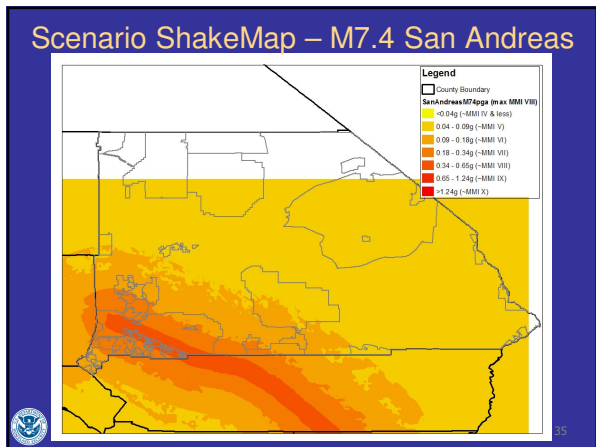 Scenario ShakeMap – M7.4 San Andreas
Legend
County Boundary
SanAndreasM74pga (max MMI VIII)
<0.04g (~MMI IV & less)
0.04 - 0.09g (~MMI V)
0.09 - 0.18g (~MMI VI)
0.18 - 0.34g (~MMI VII)
0.34 - 0.65g (~MMI VIII)
0.65 - 1.24g (~MMI IX)
>1.24g (~MMI X)
35